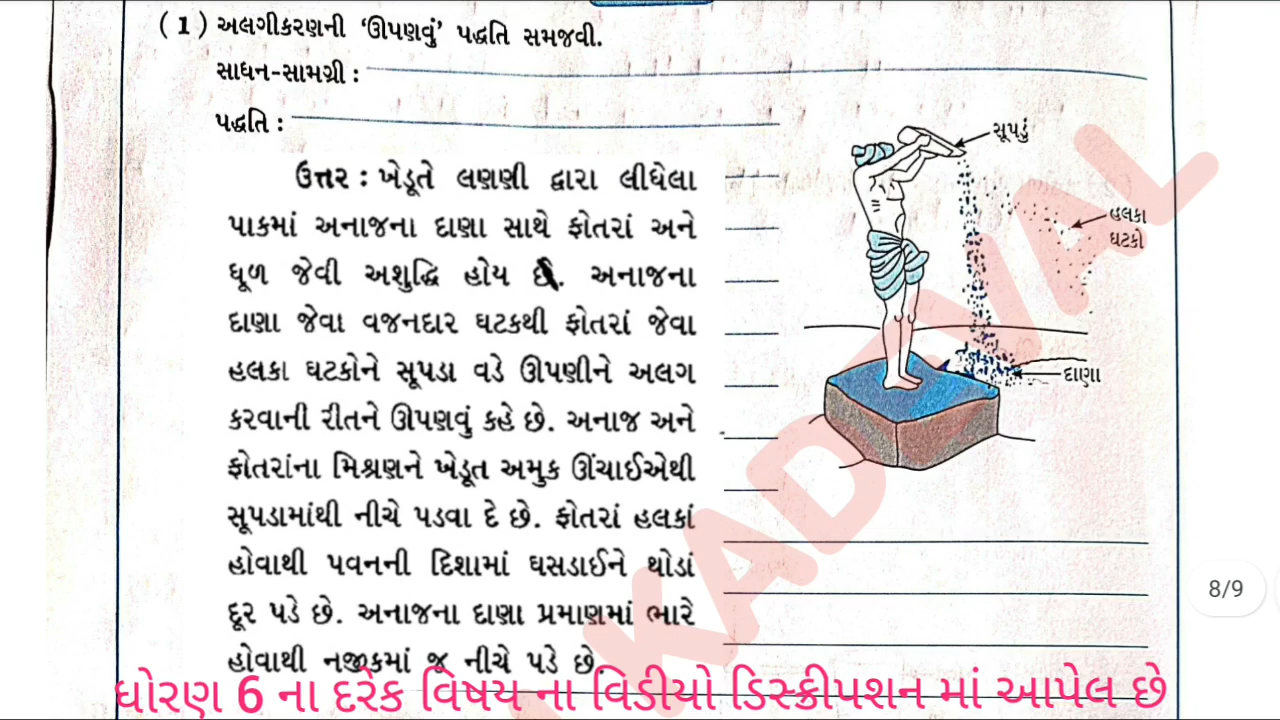 (1) અલગીકરણની ‘ઊપણવું’ પદ્ધતિ સમજવી.
સાધન-સામગ્રી :
પદ્ધતિ :
ઉત્તર : ખેડૂતે લણણી દ્વારા લીધેલા
પાકમાં અનાજના દાણા સાથે ફોતરાં અને
ધૂળ જેવી અશુદ્ધિ હોય છે. અનાજના
દાણા જેવા વજનદાર ઘટકથી ફોતરાં જેવા
હલકા ઘટકોને સૂપડા વડે ઊપણીને અલગ
કરવાની રીતને ઊપણવું કહે છે. અનાજ અને
ફોતરાંના મિશ્રણને ખેડૂત અમુક ઊંચાઈએથી
સૂપડામાંથી નીચે પડવા દે છે. ફોતરાં હલકાં
હોવાથી પવનની દિશામાં ઘસડાઈને થોડાં
દૂર પડે છે. અનાજના દાણા પ્રમાણમાં ભારે
હોવાથી નજીકમાં જ નીચે પડે છે.
સૂપડું
હલકા
ઘટકો
દાણા
KADIVAL
8/9
ધોરણ 6 ના દરેક વિષય ના વિડીયો ડિસ્ક્રીપશન માં આપેલ છે